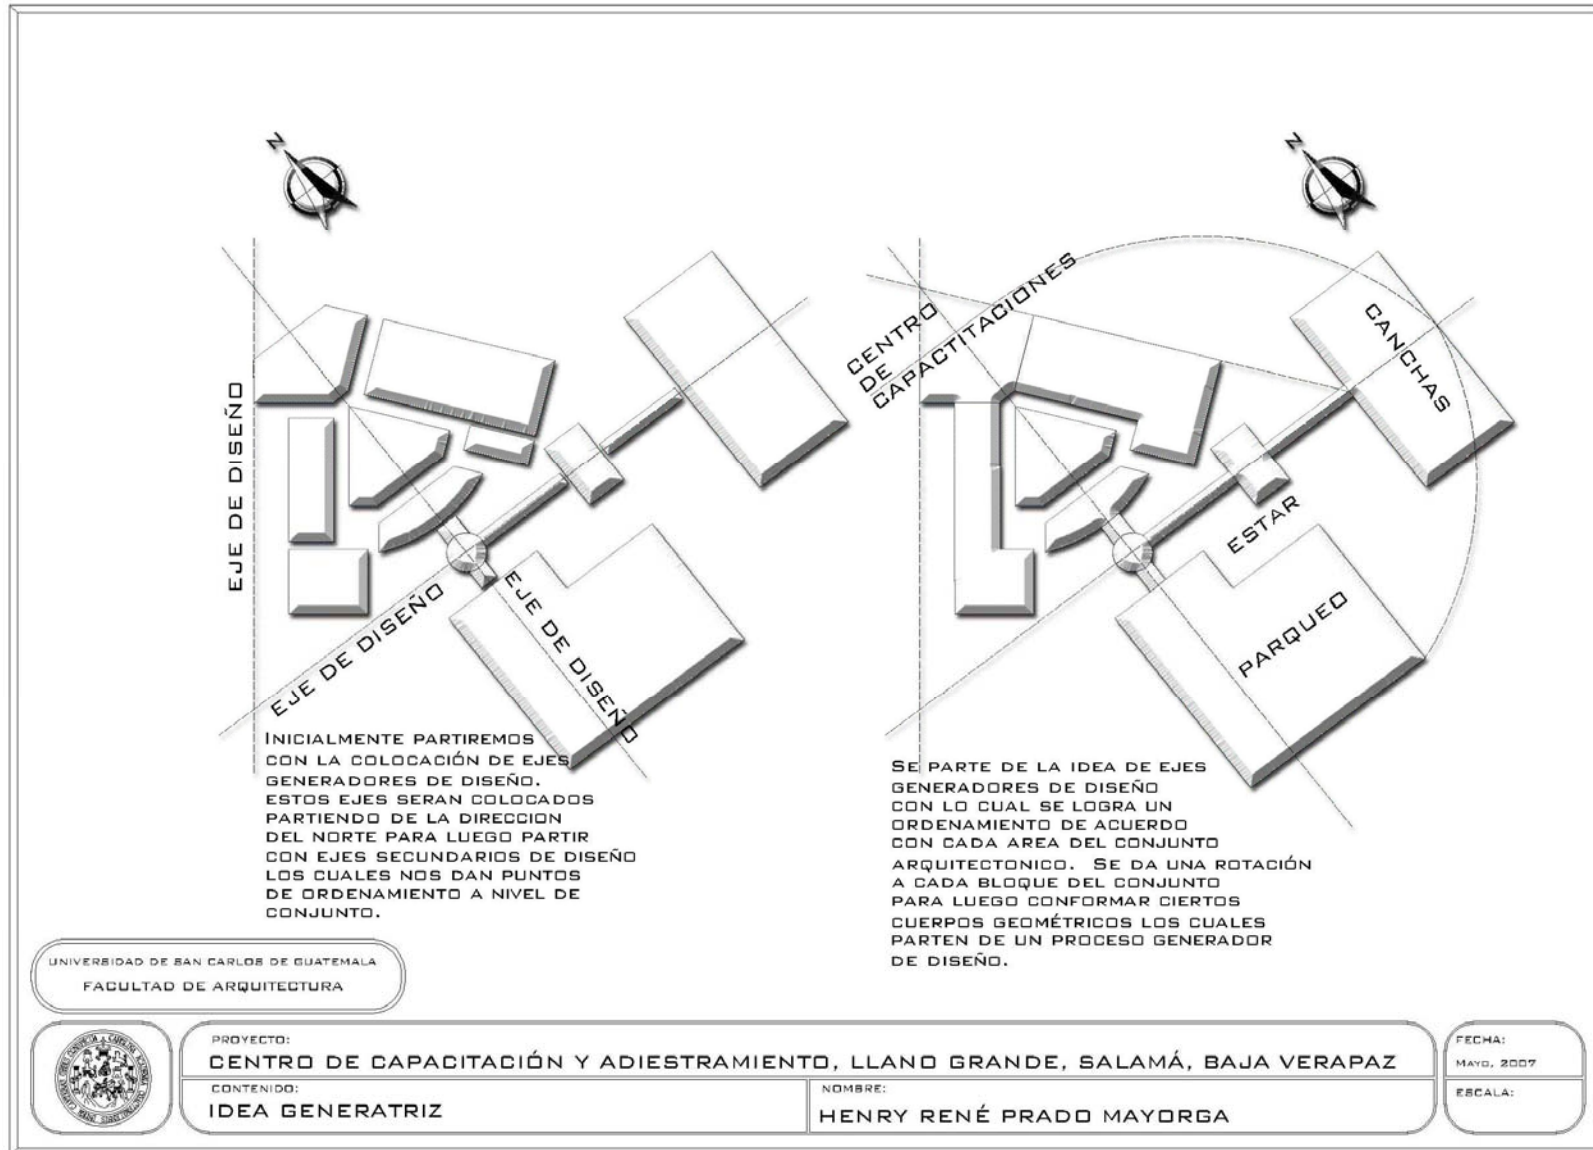 N
EJE DE DISEÑO
EJE DE DISEÑO
EJE DE DISEÑO
INICIALMENTE PARTIREMOS
CON LA COLOCACIÓN DE EJES
GENERADORES DE DISEÑO.
ESTOS EJES SERAN COLOCADOS
PARTIENDO DE LA DIRECCION
DEL NORTE PARA LUEGO PARTIR
CON EJES SECUNDARIOS DE DISEÑO
LOS CUALES NOS DAN PUNTOS
DE ORDENAMIENTO A NIVEL DE
CONJUNTO.
N
CENTRO
DE
CAPACTITACIONES
CANCHAS
ESTAR
PARQUEO
SE PARTE DE LA IDEA DE EJES
GENERADORES DE DISEÑO
CON LO CUAL SE LOGRA UN
ORDENAMIENTO DE ACUERDO
CON CADA AREA DEL CONJUNTO
ARQUITECTONICO. SE DA UNA ROTACIÓN
A CADA BLOQUE DEL CONJUNTO
PARA LUEGO CONFORMAR CIERTOS
CUERPOS GEOMÉTRICOS LOS CUALES
PARTEN DE UN PROCESO GENERADOR
DE DISEÑO.
UNIVERSIDAD DE SAN CARLOS DE GUATEMALA
FACULTAD DE ARQUITECTURA
PROYECTO:
CENTRO DE CAPACITACIÓN Y ADIESTRAMIENTO, LLANO GRANDE, SALAMÁ, BAJA VERAPAZ
CONTENIDO:
IDEA GENERATRIZ
NOMBRE:
HENRY RENÉ PRADO MAYORGA
FECHA:
MAYO, 2007
ESCALA: